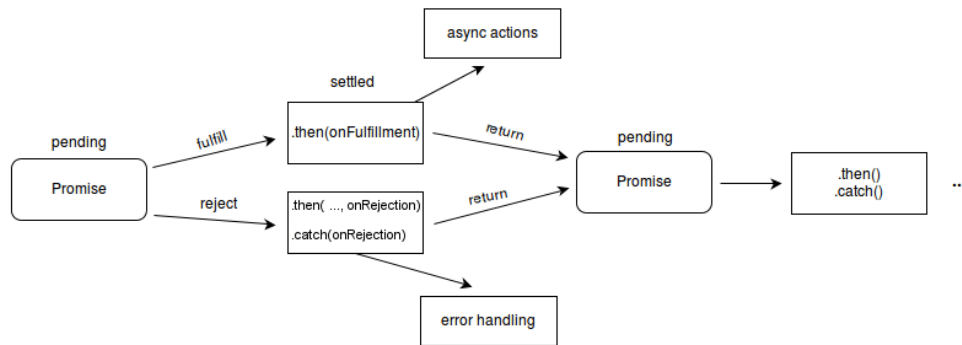 async actions
settled
.then(onFulfillment)
fulfill
return
pending
Promise
pending
Promise
.then()
.catch()
..
reject
.then( ..., onRejection)
.catch(onRejection)
return
error handling